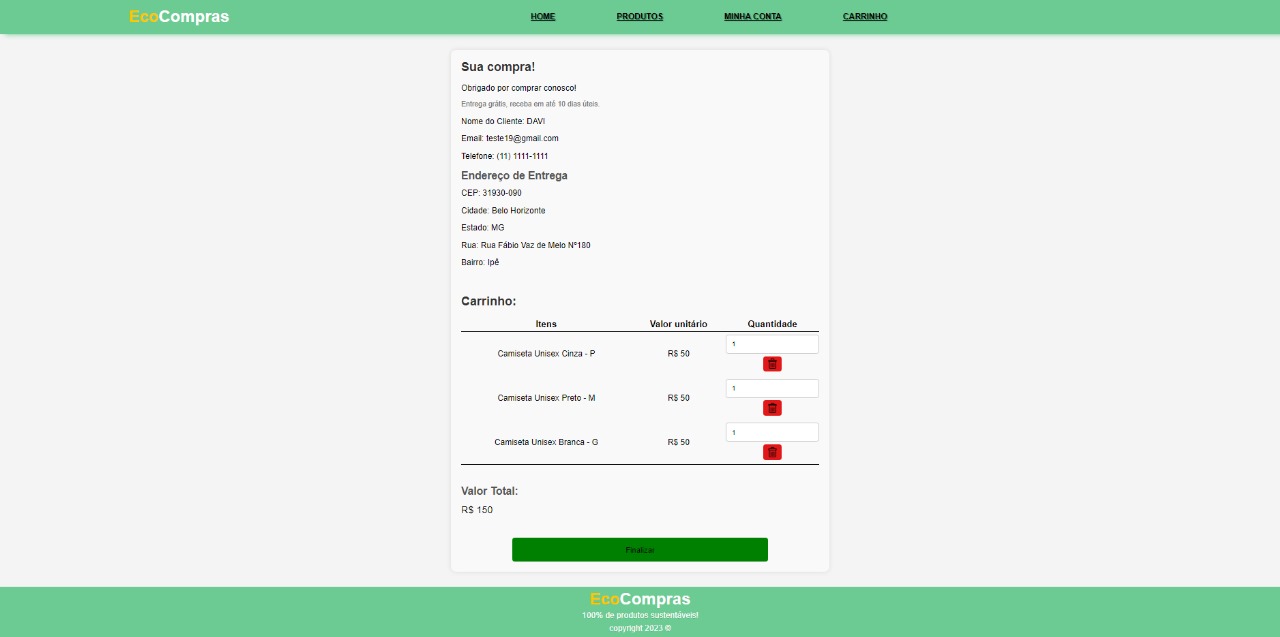 EcoCompras HOME PRODUTOS MINHA CONTA CARRINHO
Sua compra!
Obrigado por comprar conosco!
Entrega grátis, receba em até 10 dias úteis.
Nome do Cliente: DAVI
Email: teste19@gmail.com
Telefone: (11) 1111-1111
Endereço de Entrega
CEP: 31930-090
Cidade: Belo Horizonte
Estado: MG
Rua: Rua Fábio Vaz de Melo Nº180
Bairro: Ipê
Carrinho:
Itens Valor unitário Quantidade
Camiseta Unisex Cinza - P R$ 50 1
Camiseta Unisex Preto - M R$ 50 1
Camiseta Unisex Branca - G R$ 50 1
Valor Total:
R$ 150
Finalizar
EcoCompras
100% de produtos sustentáveis!
copyright 2023 ©